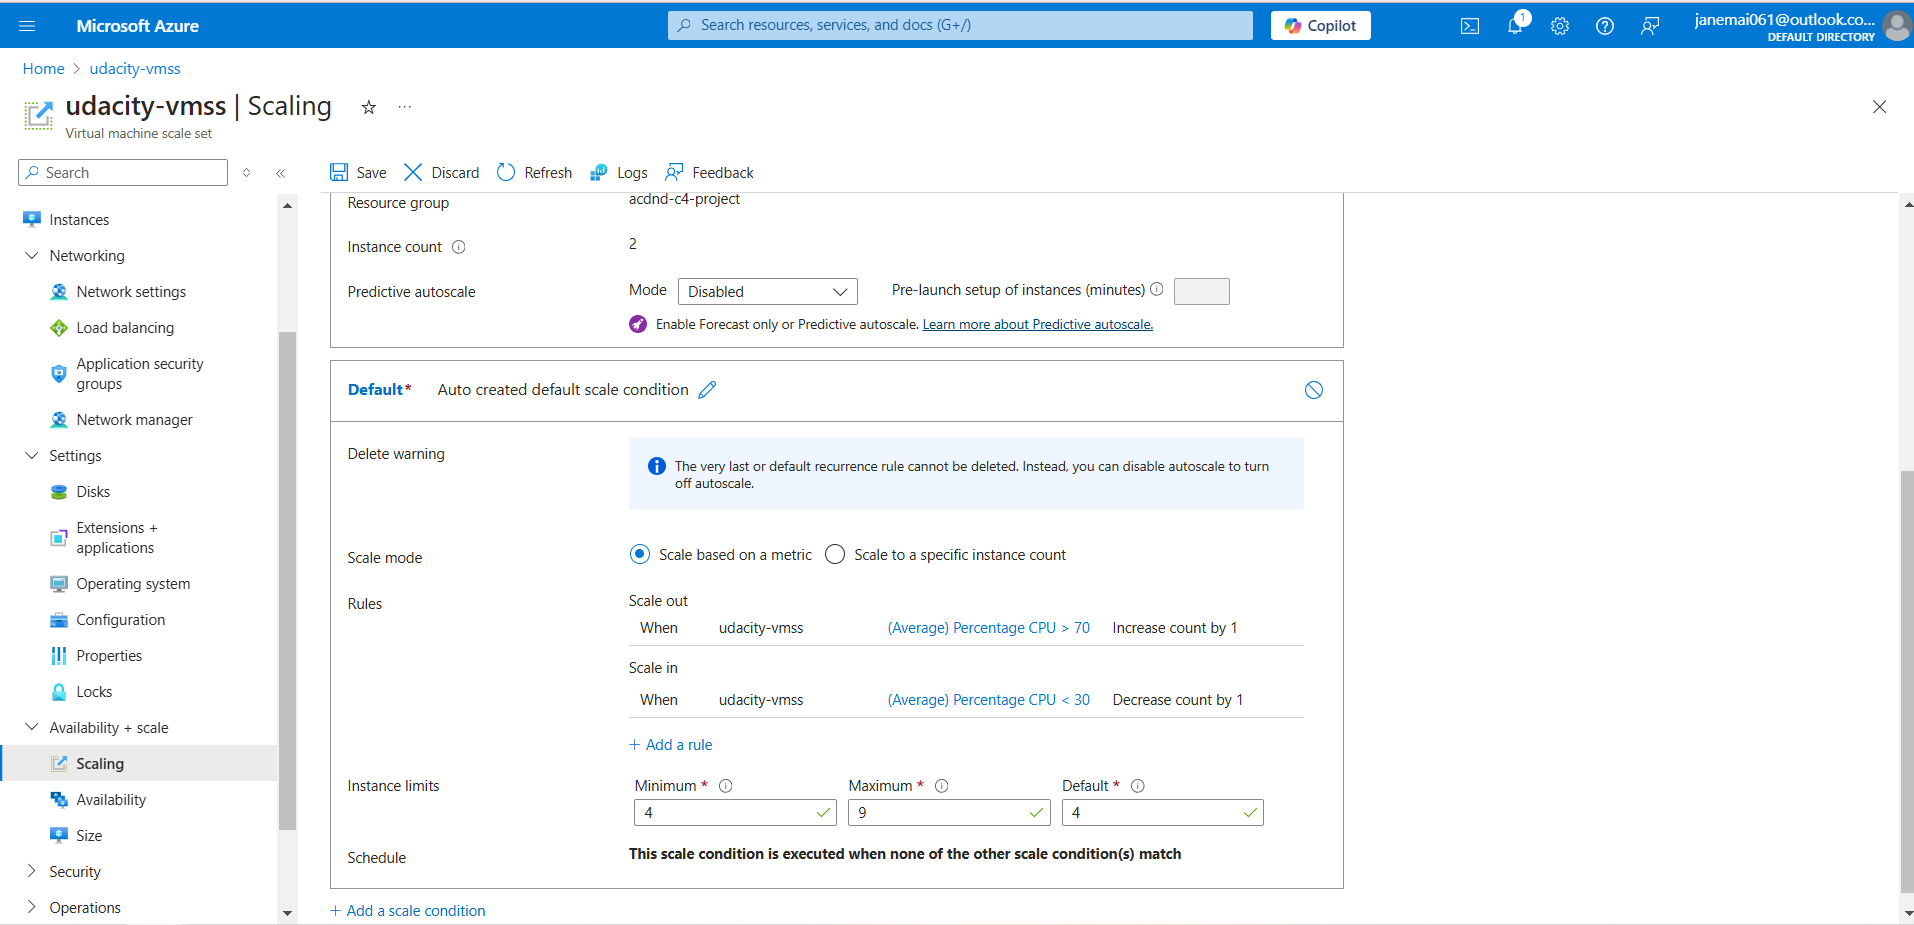 Microsoft Azure
Search resources, services, and docs (G+/)
Copilot
1
janemai061@outlook.co...
DEFAULT DIRECTORY
Home > udacity-vmss
udacity-vmss | Scaling
Virtual machine scale set
Search
Save
Discard
Refresh
Logs
Feedback
Instances
Networking
Network settings
Load balancing
Application security
groups
Network manager
Settings
Disks
Extensions +
applications
Operating system
Configuration
Properties
Locks
Availability + scale
Scaling
Availability
Size
Security
Operations
Resource group
acdnd-c4-project
Instance count
2
Predictive autoscale
Mode
Disabled
Pre-launch setup of instances (minutes)
Enable Forecast only or Predictive autoscale. Learn more about Predictive autoscale.
Default*
Auto created default scale condition
Delete warning
The very last or default recurrence rule cannot be deleted. Instead, you can disable autoscale to turn
off autoscale.
Scale mode
Scale based on a metric
Scale to a specific instance count
Rules
Scale out
When udacity-vmss (Average) Percentage CPU > 70 Increase count by 1
Scale in
When udacity-vmss (Average) Percentage CPU < 30 Decrease count by 1
+ Add a rule
Instance limits
Minimum *
Maximum *
Default *
4
9
4
Schedule
This scale condition is executed when none of the other scale condition(s) match
+ Add a scale condition